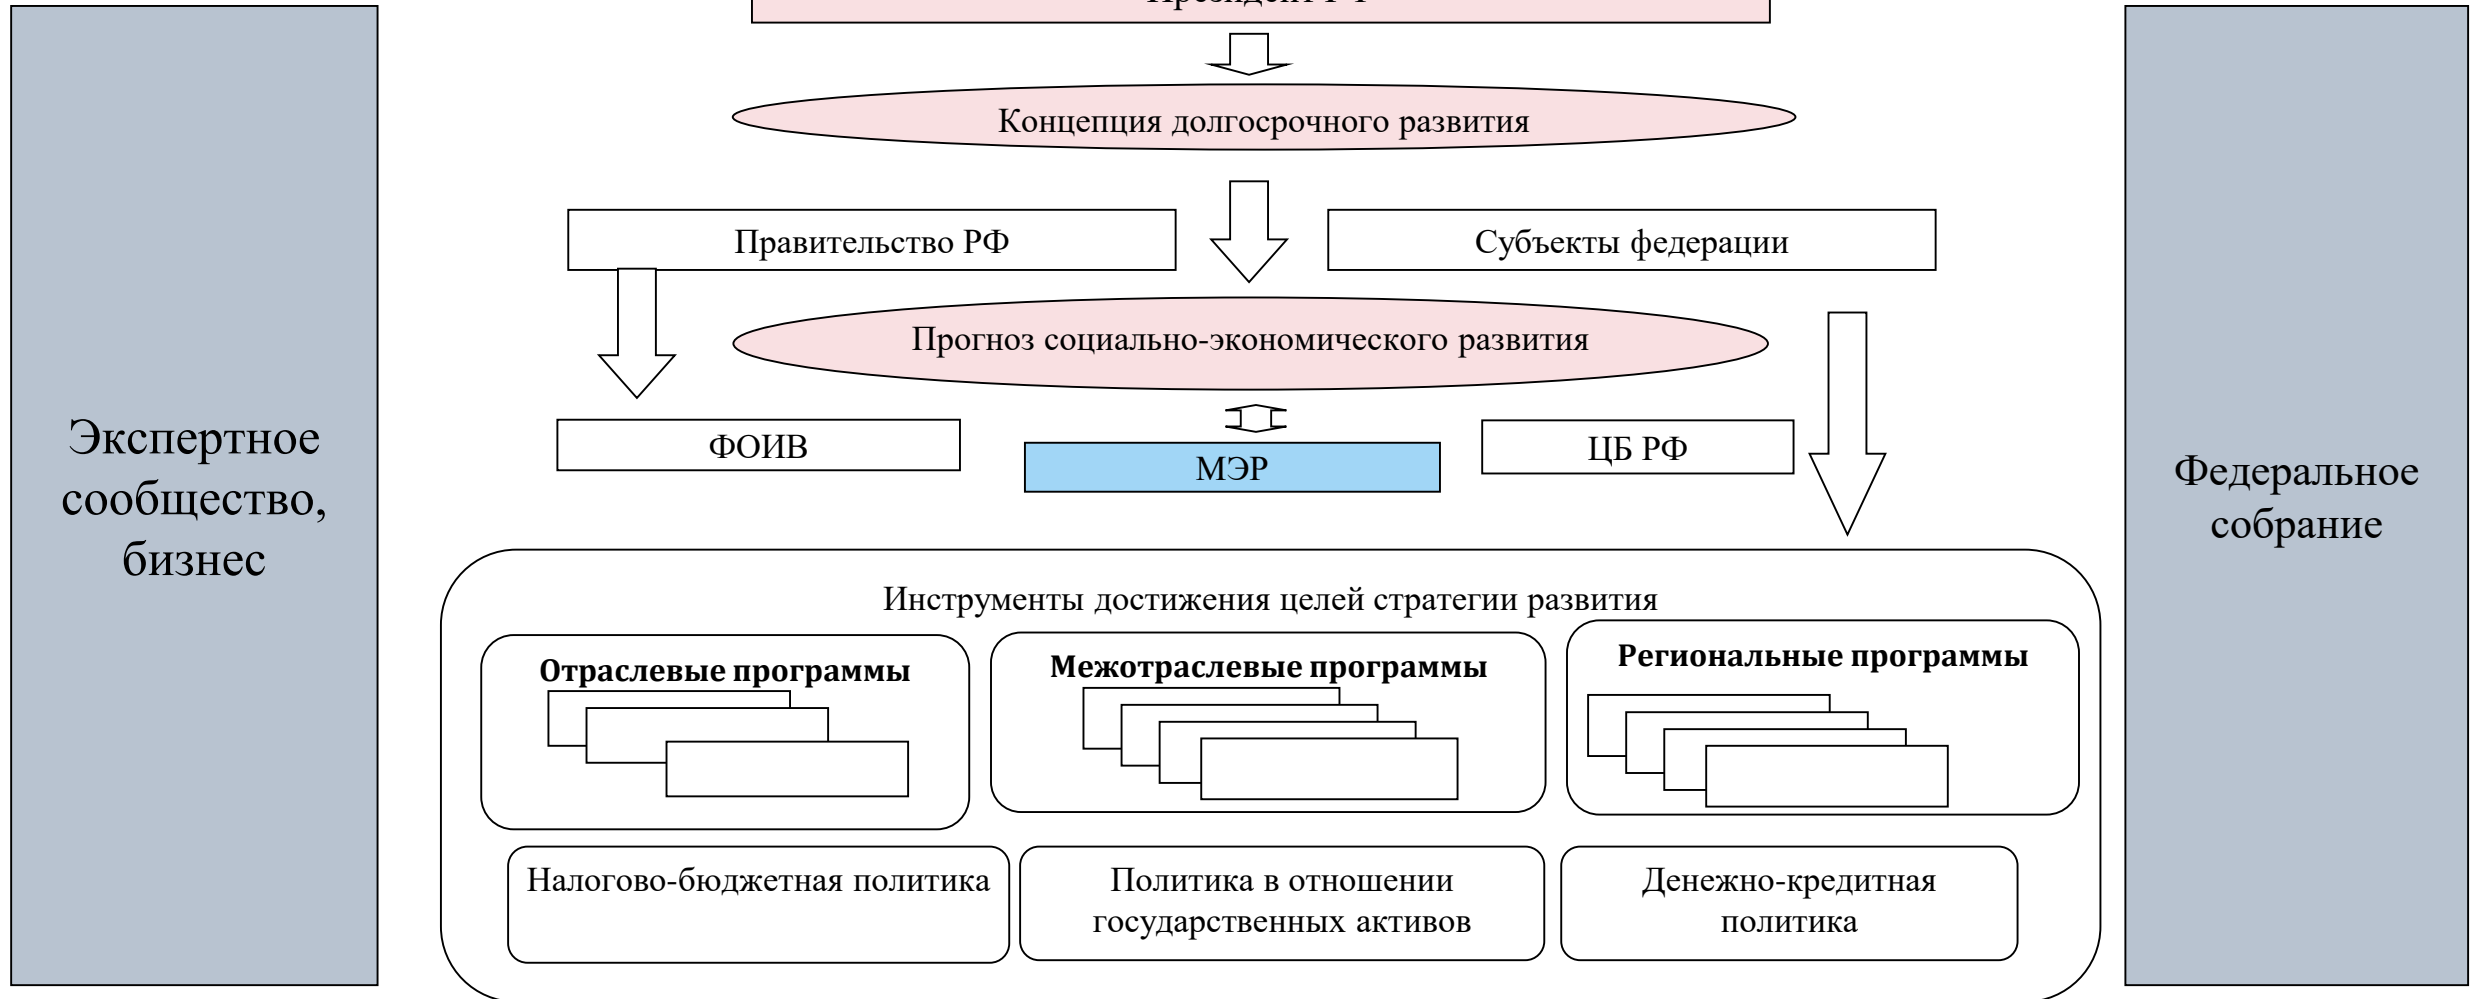 Президент РФ
Концепция долгосрочного развития
Правительство РФ
Субъекты федерации
Прогноз социально-экономического развития
ФОИВ
МЭР
ЦБ РФ
Экспертное
сообщество,
бизнес
Федеральное
собрание
Инструменты достижения целей стратегии развития
Отраслевые программы
Межотраслевые программы
Региональные программы
Налогово-бюджетная политика
Политика в отношении
государственных активов
Денежно-кредитная
политика